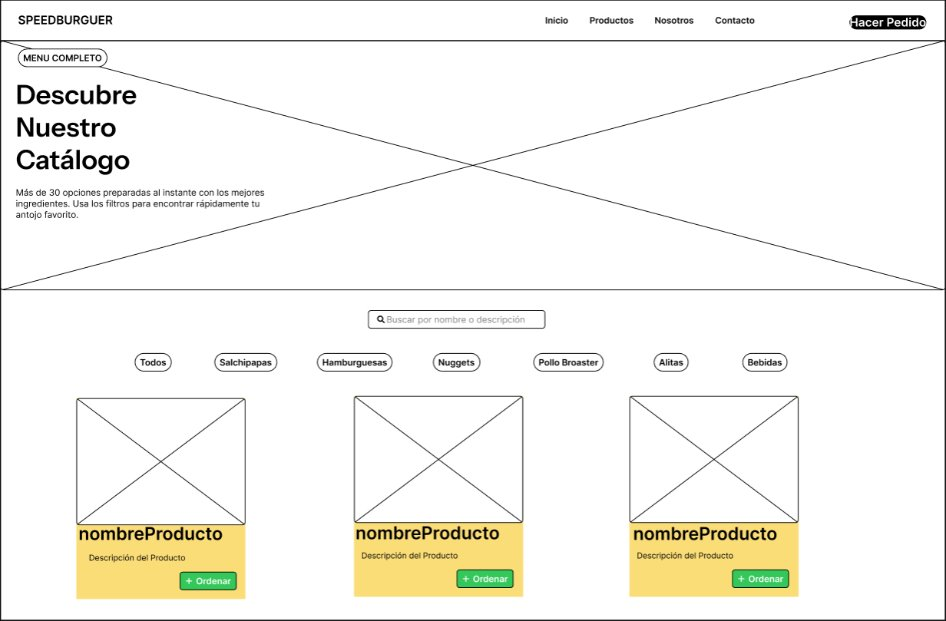 SPEEDBURGUER
Inicio
Productos
Nosotros
Contacto
Hacer Pedido
MENU COMPLETO
Descubre
Nuestro
Catálogo
Más de 30 opciones preparadas al instante con los mejores
ingredientes. Usa los filtros para encontrar rápidamente tu
antojo favorito.
Buscar por nombre o descripción
Todos
Salchipapas
Hamburguesas
Nuggets
Pollo Broaster
Alitas
Bebidas
nombreProducto
Descripción del Producto
+ Ordenar
nombreProducto
Descripción del Producto
+ Ordenar
nombreProducto
Descripción del Producto
+ Ordenar